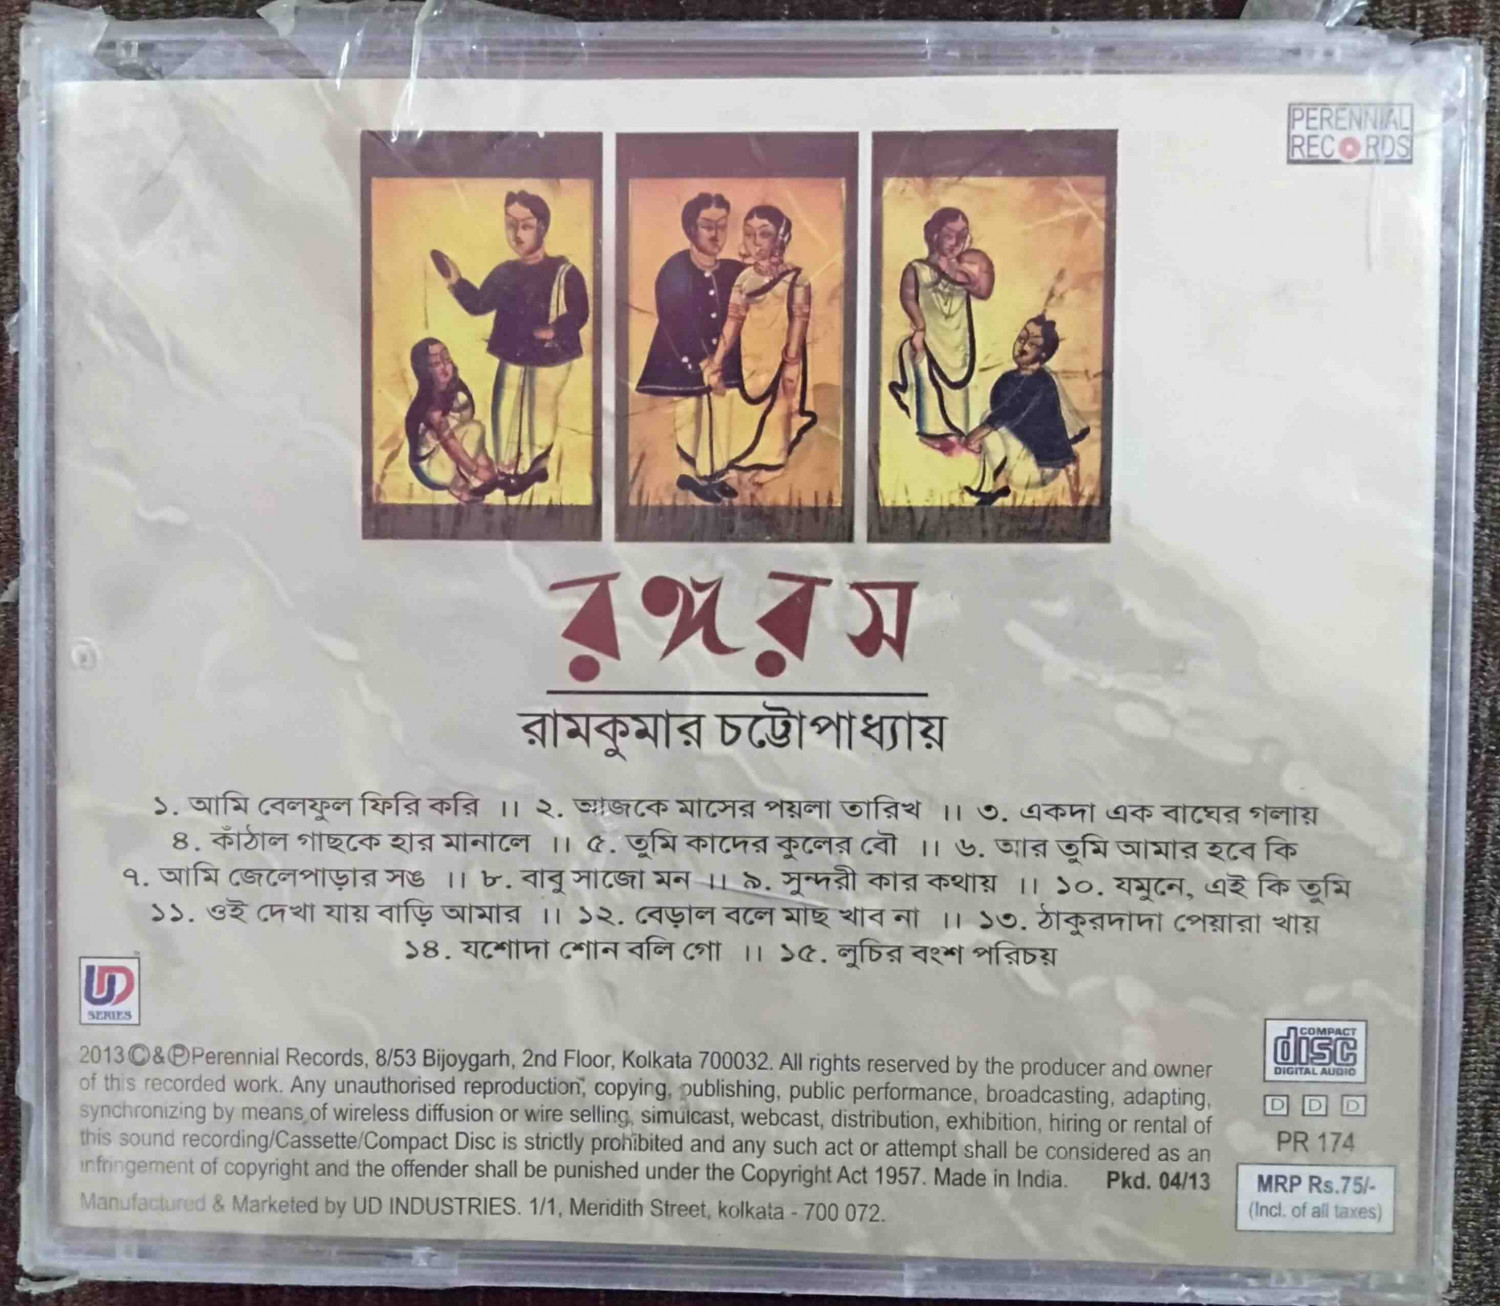 PERENNIAL
RECORDS
রঙ্গরস
রামকুমার চট্টোপাধ্যায়
১. আমি বেলফুল ফিরি করি ।। ২. আজকে মাসের পয়লা তারিখ ।। ৩. একদা এক বাঘের গলায়
৪. কাঁঠাল গাছকে হার মানালে ।। ৫. তুমি কাদের কুলের বৌ ।। ৬. আর তুমি আমার হবে কি
৭. আমি জেলেপাড়ার সঙ ।। ৮. বাবু সাজো মন ।। ৯. সুন্দরী কার কথায় ।। ১০. যমুনে, এই কি তুমি
১১. ওই দেখা যায় বাড়ি আমার ।। ১২. বেড়াল বলে মাছ খাব না ।। ১৩. ঠাকুরদাদা পেয়ারা খায়
১৪. যশোদা শোন বলি গো ।। ১৫. লুচির বংশ পরিচয়
UD
SERIES
2013 ©&℗Perennial Records, 8/53 Bijoygarh, 2nd Floor, Kolkata 700032. All rights reserved by the producer and owner
of this recorded work. Any unauthorised reproduction, copying, publishing, public performance, broadcasting, adapting,
synchronizing by means of wireless diffusion or wire selling, simulcast, webcast, distribution, exhibition, hiring or rental of
this sound recording/Cassette/Compact Disc is strictly prohibited and any such act or attempt shall be considered as an
infringement of copyright and the offender shall be punished under the Copyright Act 1957. Made in India. Pkd. 04/13
Manufactured & Marketed by UD INDUSTRIES. 1/1, Meridith Street, kolkata - 700 072.
COMPACT
disc
DIGITAL AUDIO
D D D
PR 174
MRP Rs.75/-
(Incl. of all taxes)